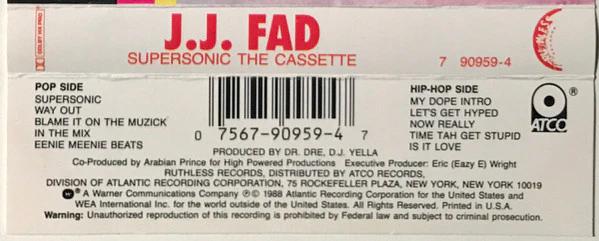 DOLBY HX PRO
J.J. FAD
SUPERSONIC THE CASSETTE
7 90959-4
RUTHLESS
POP SIDE
SUPERSONIC
WAY OUT
BLAME IT ON THE MUZICK
IN THE MIX
EENIE MEENIE BEATS
0 7567-90959-4 7
HIP-HOP SIDE
MY DOPE INTRO
LET'S GET HYPED
NOW REALLY
TIME TAH GET STUPID
IS IT LOVE
ATCO ®
PRODUCED BY DR. DRE, D.J. YELLA
Co-Produced by Arabian Prince for High Powered Productions Executive Producer: Eric (Eazy E) Wright
RUTHLESS RECORDS, DISTRIBUTED BY ATCO RECORDS,
DIVISION OF ATLANTIC RECORDING CORPORATION, 75 ROCKEFELLER PLAZA, NEW YORK, NEW YORK 10019
® A Warner Communications Company ℗© 1988 Atlantic Recording Corporation for the United States and
WEA International Inc. for the world outside of the United States. All Rights Reserved. Printed in U.S.A.
Warning: Unauthorized reproduction of this recording is prohibited by Federal law and subject to criminal prosecution.